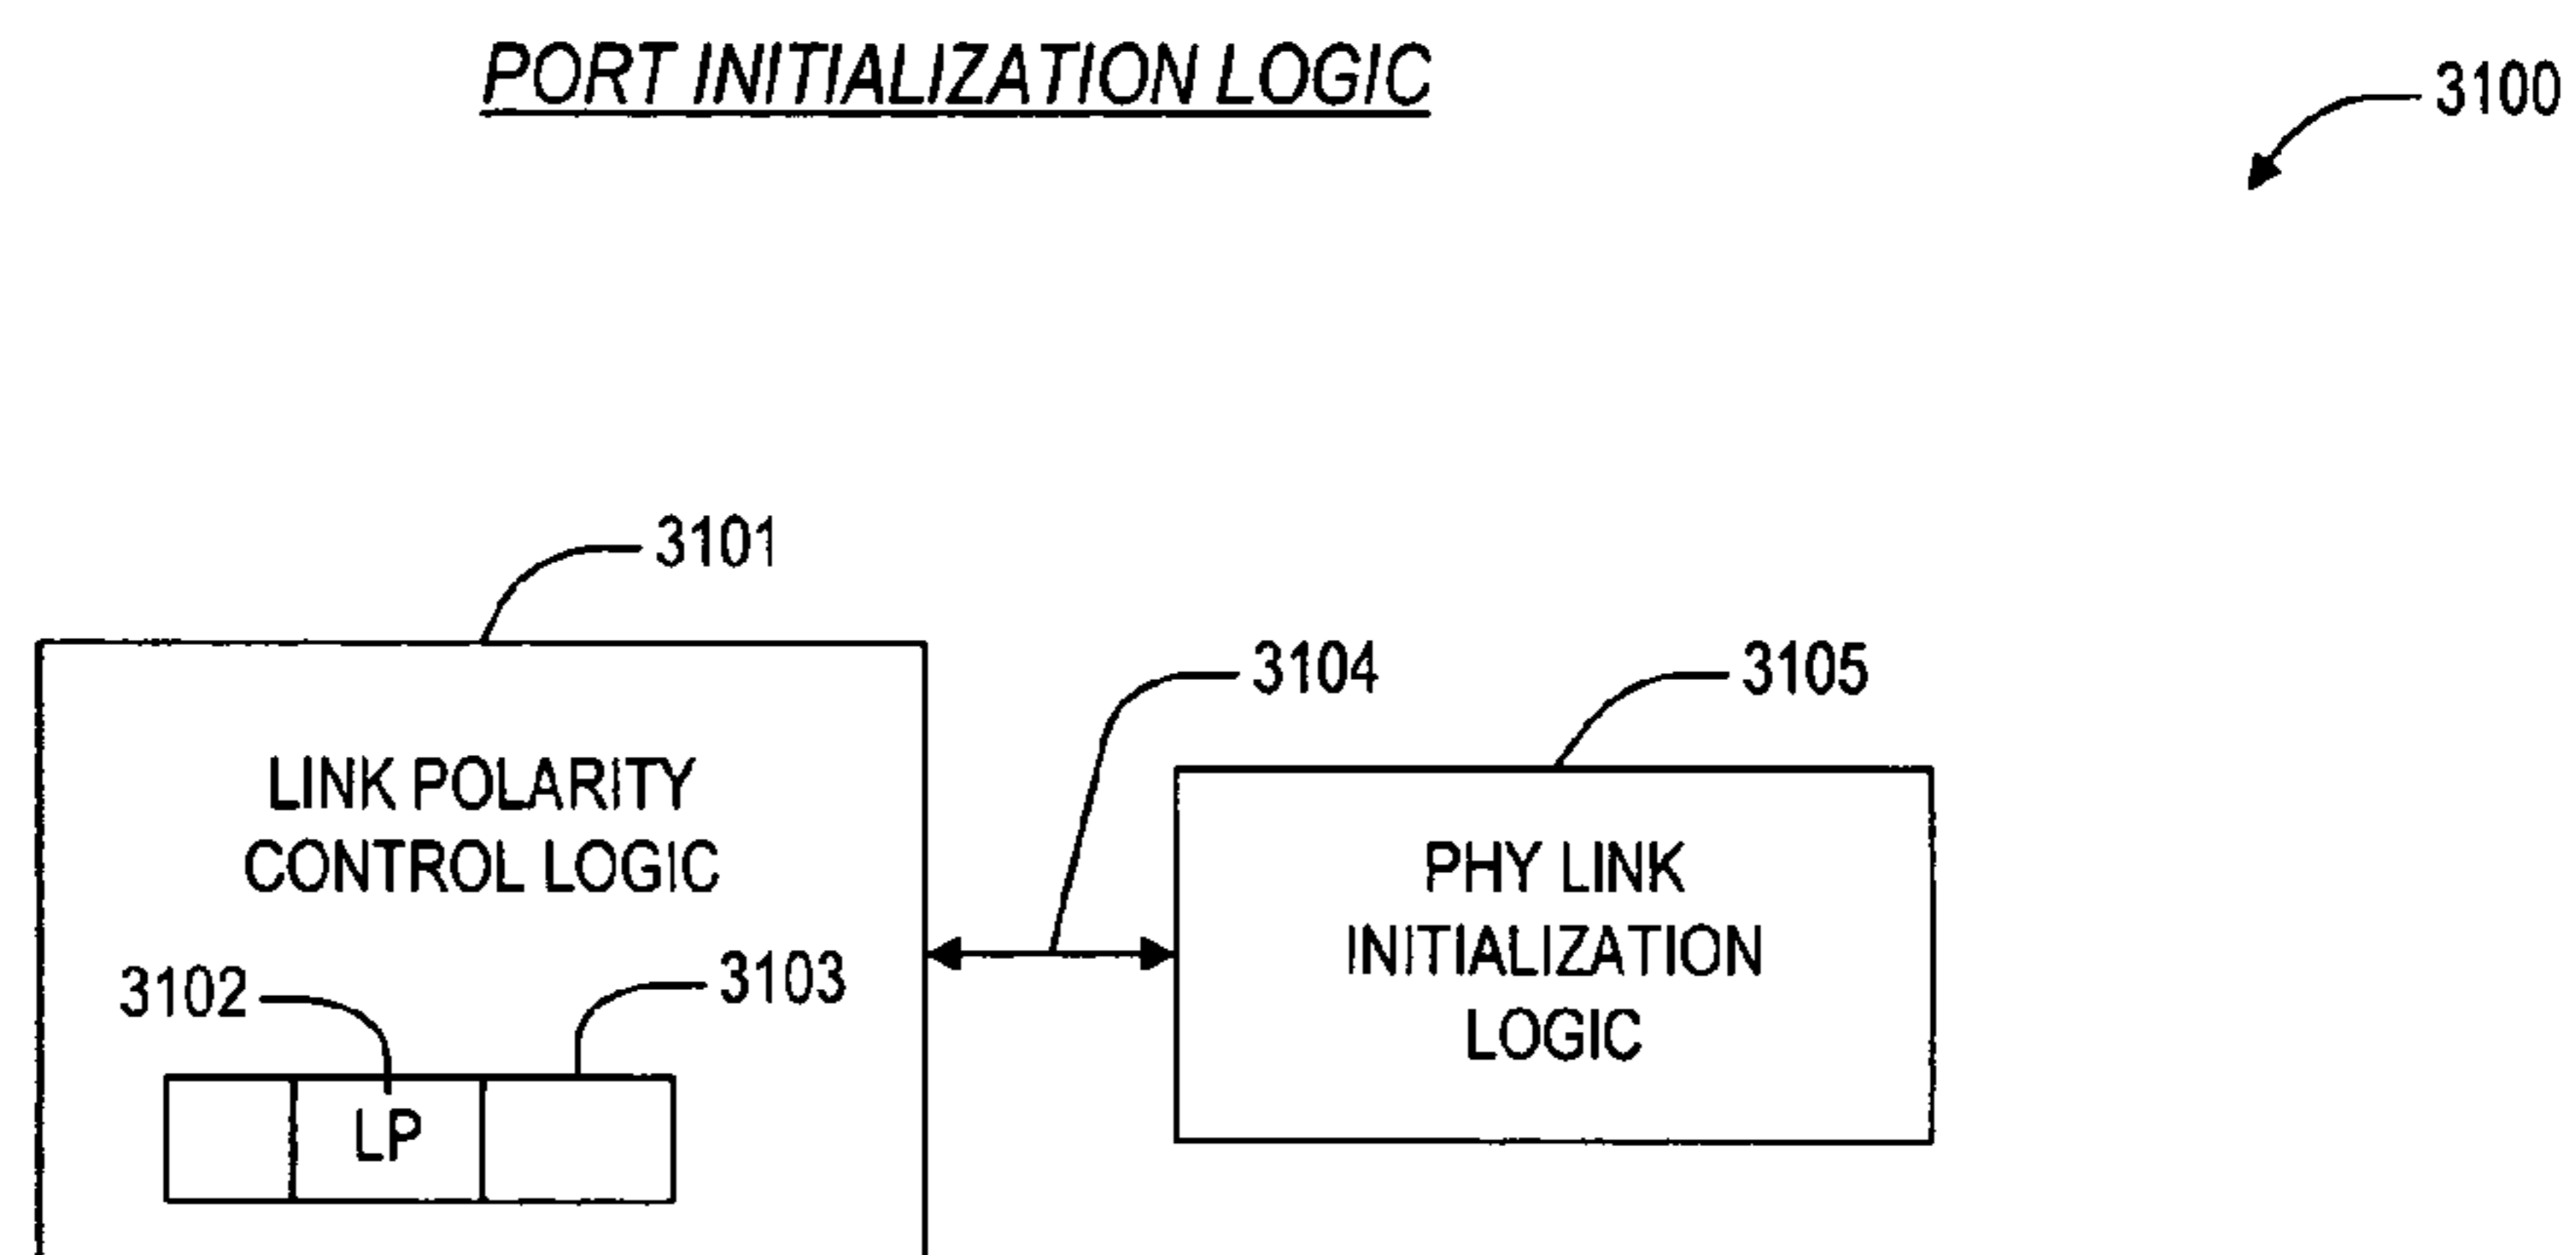 PORT INITIALIZATION LOGIC
3100
3101
3104
3105
LINK POLARITY
CONTROL LOGIC
PHY LINK
INITIALIZATION
LOGIC
3102
3103
LP